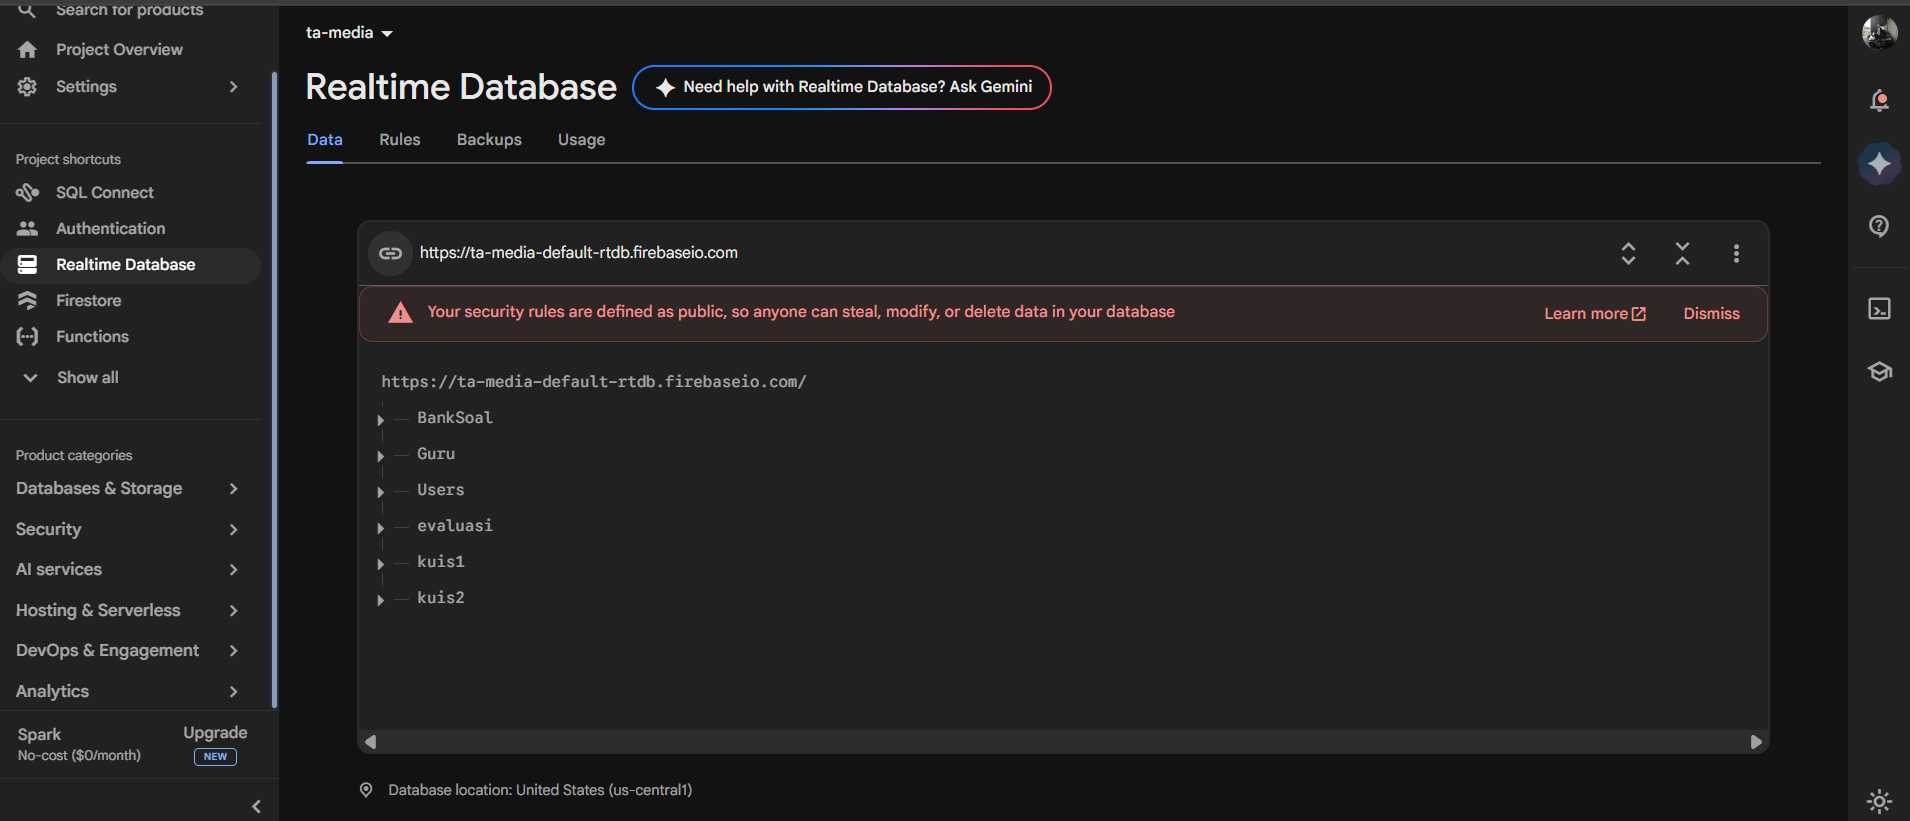 Search for products
Project Overview
Settings
Project shortcuts
SQL Connect
Authentication
Realtime Database
Firestore
Functions
Show all
Product categories
Databases & Storage
Security
AI services
Hosting & Serverless
DevOps & Engagement
Analytics
Spark
No-cost ($0/month)
Upgrade
NEW
ta-media
Realtime Database
Need help with Realtime Database? Ask Gemini
Data Rules Backups Usage
https://ta-media-default-rtdb.firebaseio.com
Your security rules are defined as public, so anyone can steal, modify, or delete data in your database
Learn more Dismiss
https://ta-media-default-rtdb.firebaseio.com/
BankSoal
Guru
Users
evaluasi
kuis1
kuis2
Database location: United States (us-central1)